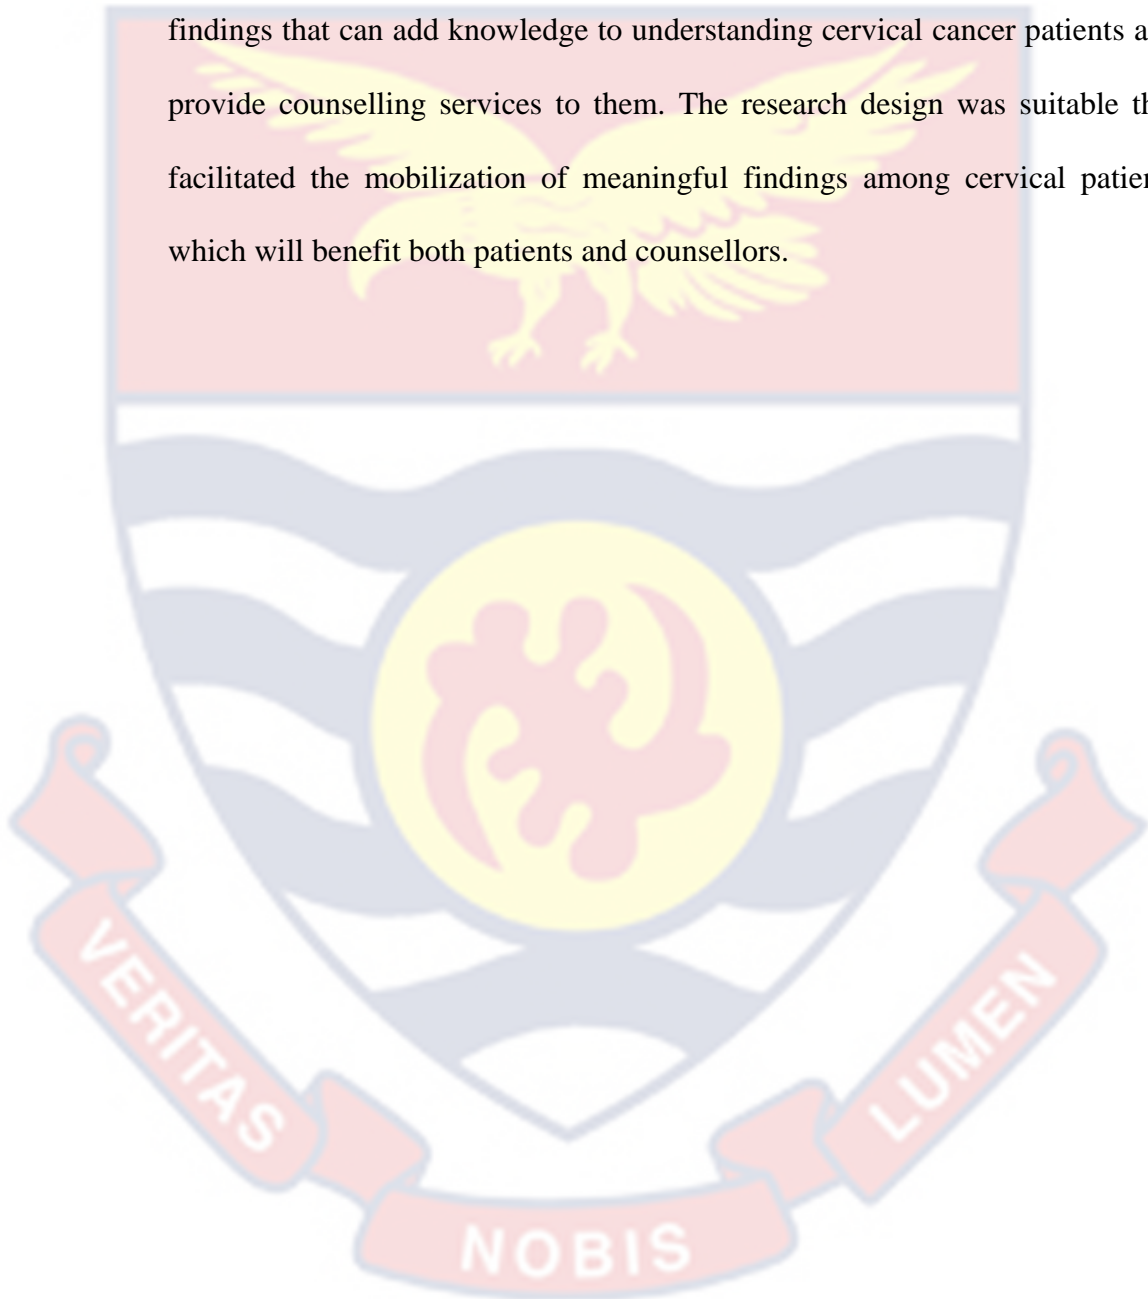 findings that can add knowledge to understanding cervical cancer patients a
provide counselling services to them. The research design was suitable th
facilitated the mobilization of meaningful findings among cervical patien
which will benefit both patients and counsellors.
VERITAS
NOBIS
LUMEN